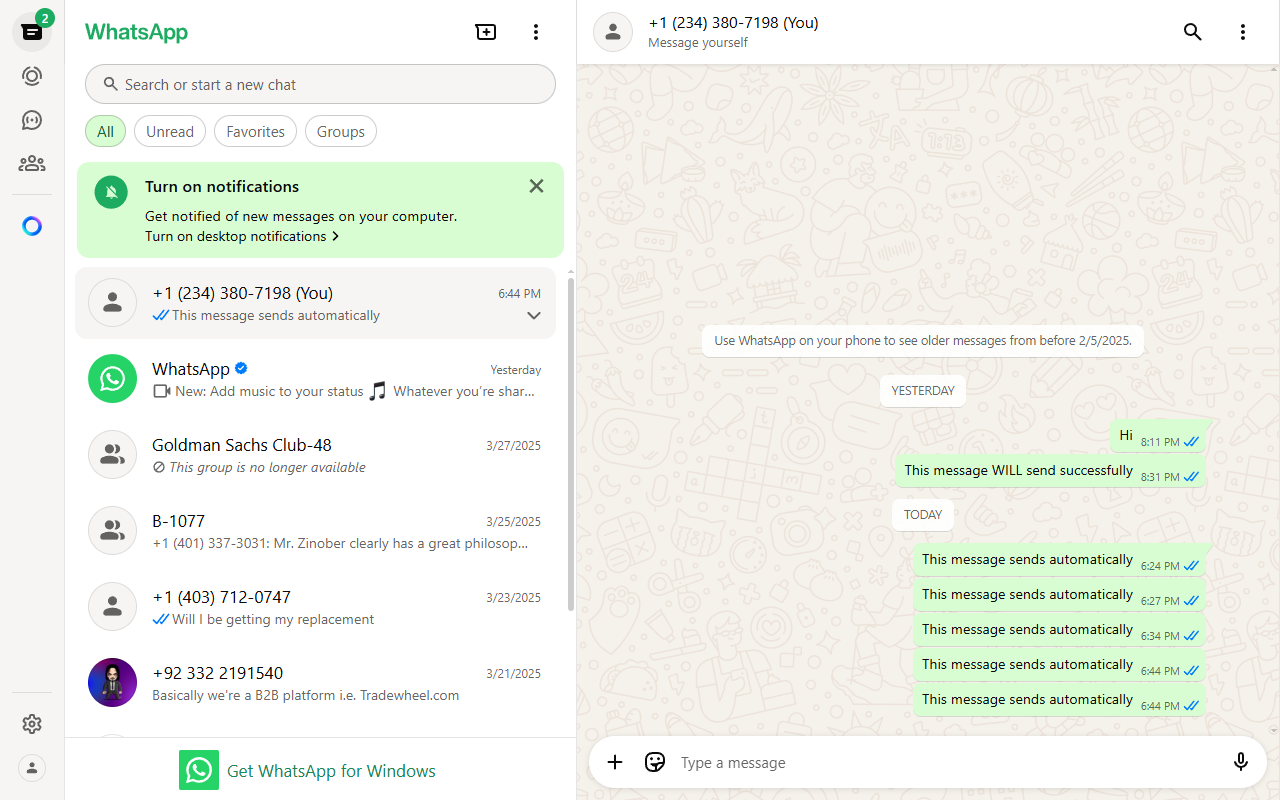 2
WhatsApp
Search or start a new chat
All
Unread
Favorites
Groups
Turn on notifications
Get notified of new messages on your computer.
Turn on desktop notifications
+1 (234) 380-7198 (You)
6:44 PM
This message sends automatically
WhatsApp
Yesterday
New: Add music to your status 🎵 Whatever you're shar...
Goldman Sachs Club-48
3/27/2025
This group is no longer available
B-1077
3/25/2025
+1 (401) 337-3031: Mr. Zinober clearly has a great philosop...
+1 (403) 712-0747
3/23/2025
Will I be getting my replacement
+92 332 2191540
3/21/2025
Basically we're a B2B platform i.e. Tradewheel.com
Get WhatsApp for Windows
+1 (234) 380-7198 (You)
Message yourself
Use WhatsApp on your phone to see older messages from before 2/5/2025.
YESTERDAY
Hi 8:11 PM
This message WILL send successfully 8:31 PM
TODAY
This message sends automatically 6:24 PM
This message sends automatically 6:27 PM
This message sends automatically 6:34 PM
This message sends automatically 6:44 PM
This message sends automatically 6:44 PM
Type a message